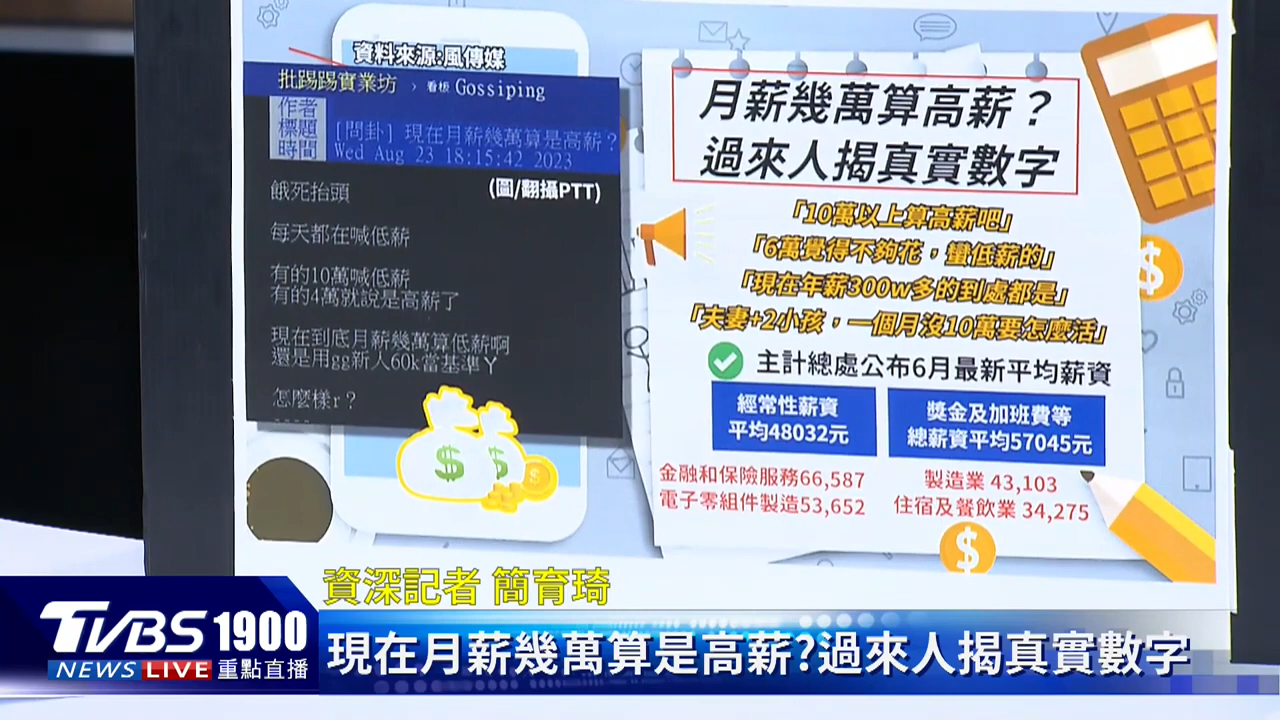 資料來源:風傳媒
批踢踢實業坊 › 看板 Gossiping
作者
標題 [問卦] 現在月薪幾萬算是高薪？
時間 Wed Aug 23 18:15:42 2023
(圖/翻攝PTT)
餓死抬頭
每天都在喊低薪
有的10萬喊低薪
有的4萬就說是高薪了
現在到底月薪幾萬算低薪啊
還是用gg新人60k當基準ㄚ
怎麼樣r？
月薪幾萬算高薪？
過來人揭真實數字
「10萬以上算高薪吧」
「6萬覺得不夠花，蠻低薪的」
「現在年薪300w多的到處都是」
「夫妻+2小孩，一個月沒10萬要怎麼活」
主計總處公布6月最新平均薪資
經常性薪資
平均48032元
獎金及加班費等
總薪資平均57045元
金融和保險服務66,587
電子零組件製造53,652
製造業 43,103
住宿及餐飲業 34,275
資深記者 簡育琦
TVBS 1900
NEWS LIVE 重點直播
現在月薪幾萬算是高薪?過來人揭真實數字